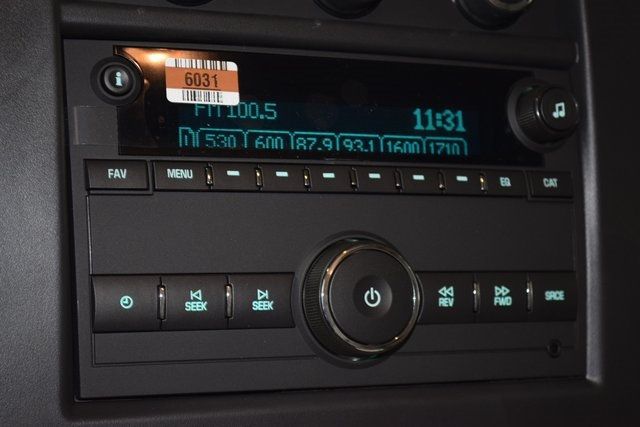 6031
FM 100.5
11:31
530 600 87.9 93.1 1600 1710
FAV MENU EQ CAT
SEEK SEEK REV FWD SRCE